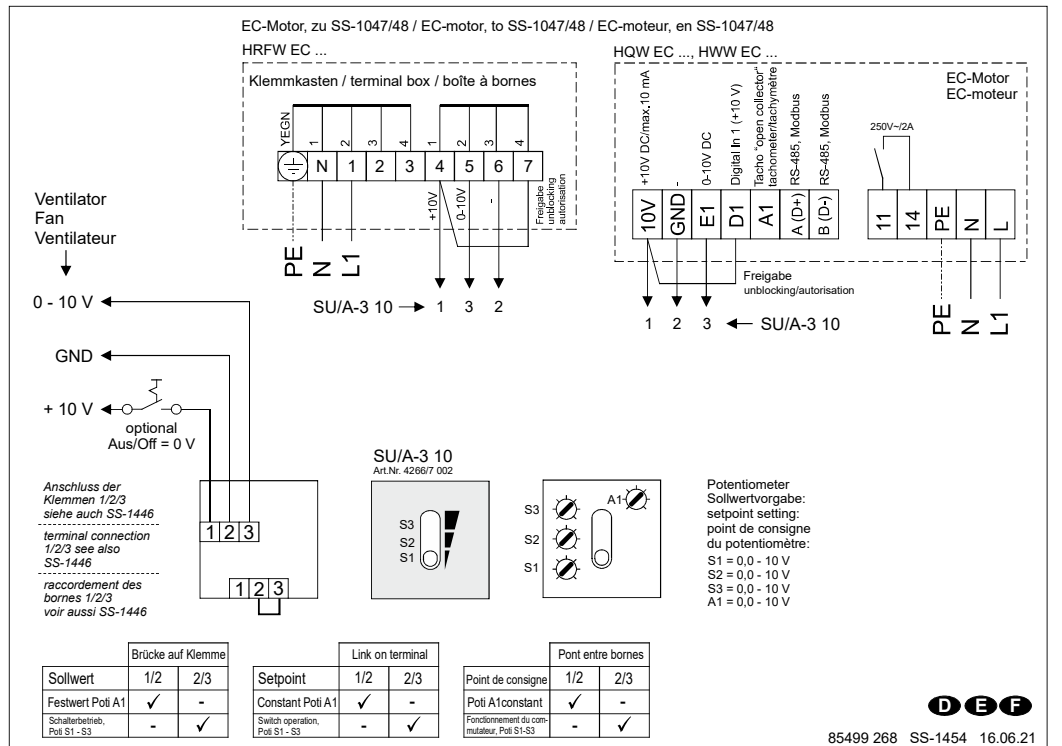 EC-Motor, zu SS-1047/48 / EC-motor, to SS-1047/48 / EC-moteur, en SS-1047/48
HRFW EC ...
Klemmkasten / terminal box / boîte à bornes
YEGN
1 2 3 4 1 2 3 4
N 1 2 3 4 5 6 7
+10V
0-10V
-
Freigabe
unblocking
autorisation
PE N L1
SU/A-3 10 1 3 2
HQW EC ..., HWW EC ...
EC-Motor
EC-moteur
+10V DC/max,10 mA
-
0-10V DC
Digital In 1 (+10 V)
Tacho "open collector"
tachometer/tachymètre
RS-485, Modbus
RS-485, Modbus
250V~/2A
10V GND E1 D1 A1 A (D+) B (D-)
11 14 PE N L
Freigabe
unblocking/autorisation
1 2 3 SU/A-3 10
PE N L1
Ventilator
Fan
Ventilateur
0 - 10 V
GND
+ 10 V
optional
Aus/Off = 0 V
Anschluss der
Klemmen 1/2/3
siehe auch SS-1446
terminal connection
1/2/3 see also
SS-1446
raccordement des
bornes 1/2/3
voir aussi SS-1446
1 2 3
1 2 3
SU/A-3 10
Art.Nr. 4266/7 002
S3
S2
S1
S3
S2
S1
A1
Potentiometer
Sollwertvorgabe:
setpoint setting:
point de consigne
du potentiomètre:
S1 = 0,0 - 10 V
S2 = 0,0 - 10 V
S3 = 0,0 - 10 V
A1 = 0,0 - 10 V
Brücke auf Klemme
Sollwert 1/2 2/3
Festwert Poti A1 ✓ -
Schalterbetrieb,
Poti S1 - S3 - ✓
Link on terminal
Setpoint 1/2 2/3
Constant Poti A1 ✓ -
Switch operation,
Poti S1 - S3 - ✓
Pont entre bornes
Point de consigne 1/2 2/3
Poti A1constant ✓ -
Fonctionnement du com-
mutateur, Poti S1-S3 - ✓
D E F
85499 268 SS-1454 16.06.21